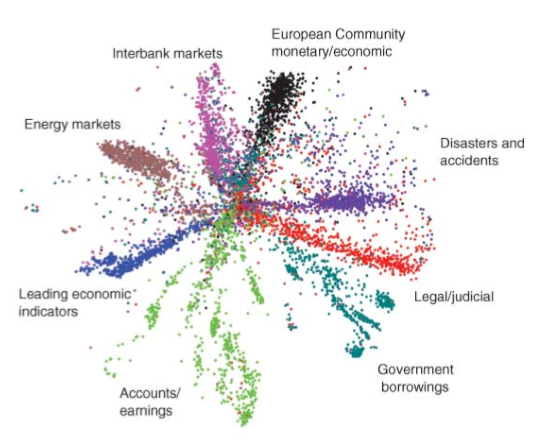 European Community
monetary/economic
Interbank markets
Energy markets
Disasters and
accidents
Leading economic
indicators
Legal/judicial
Government
borrowings
Accounts/
earnings